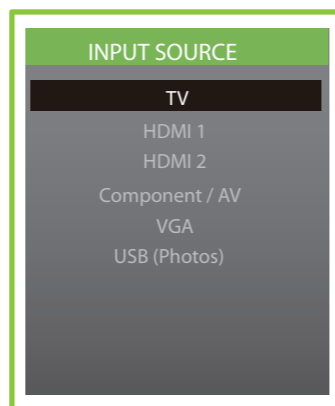 INPUT SOURCE
TV
HDMI 1
HDMI 2
Component / AV
VGA
USB (Photos)